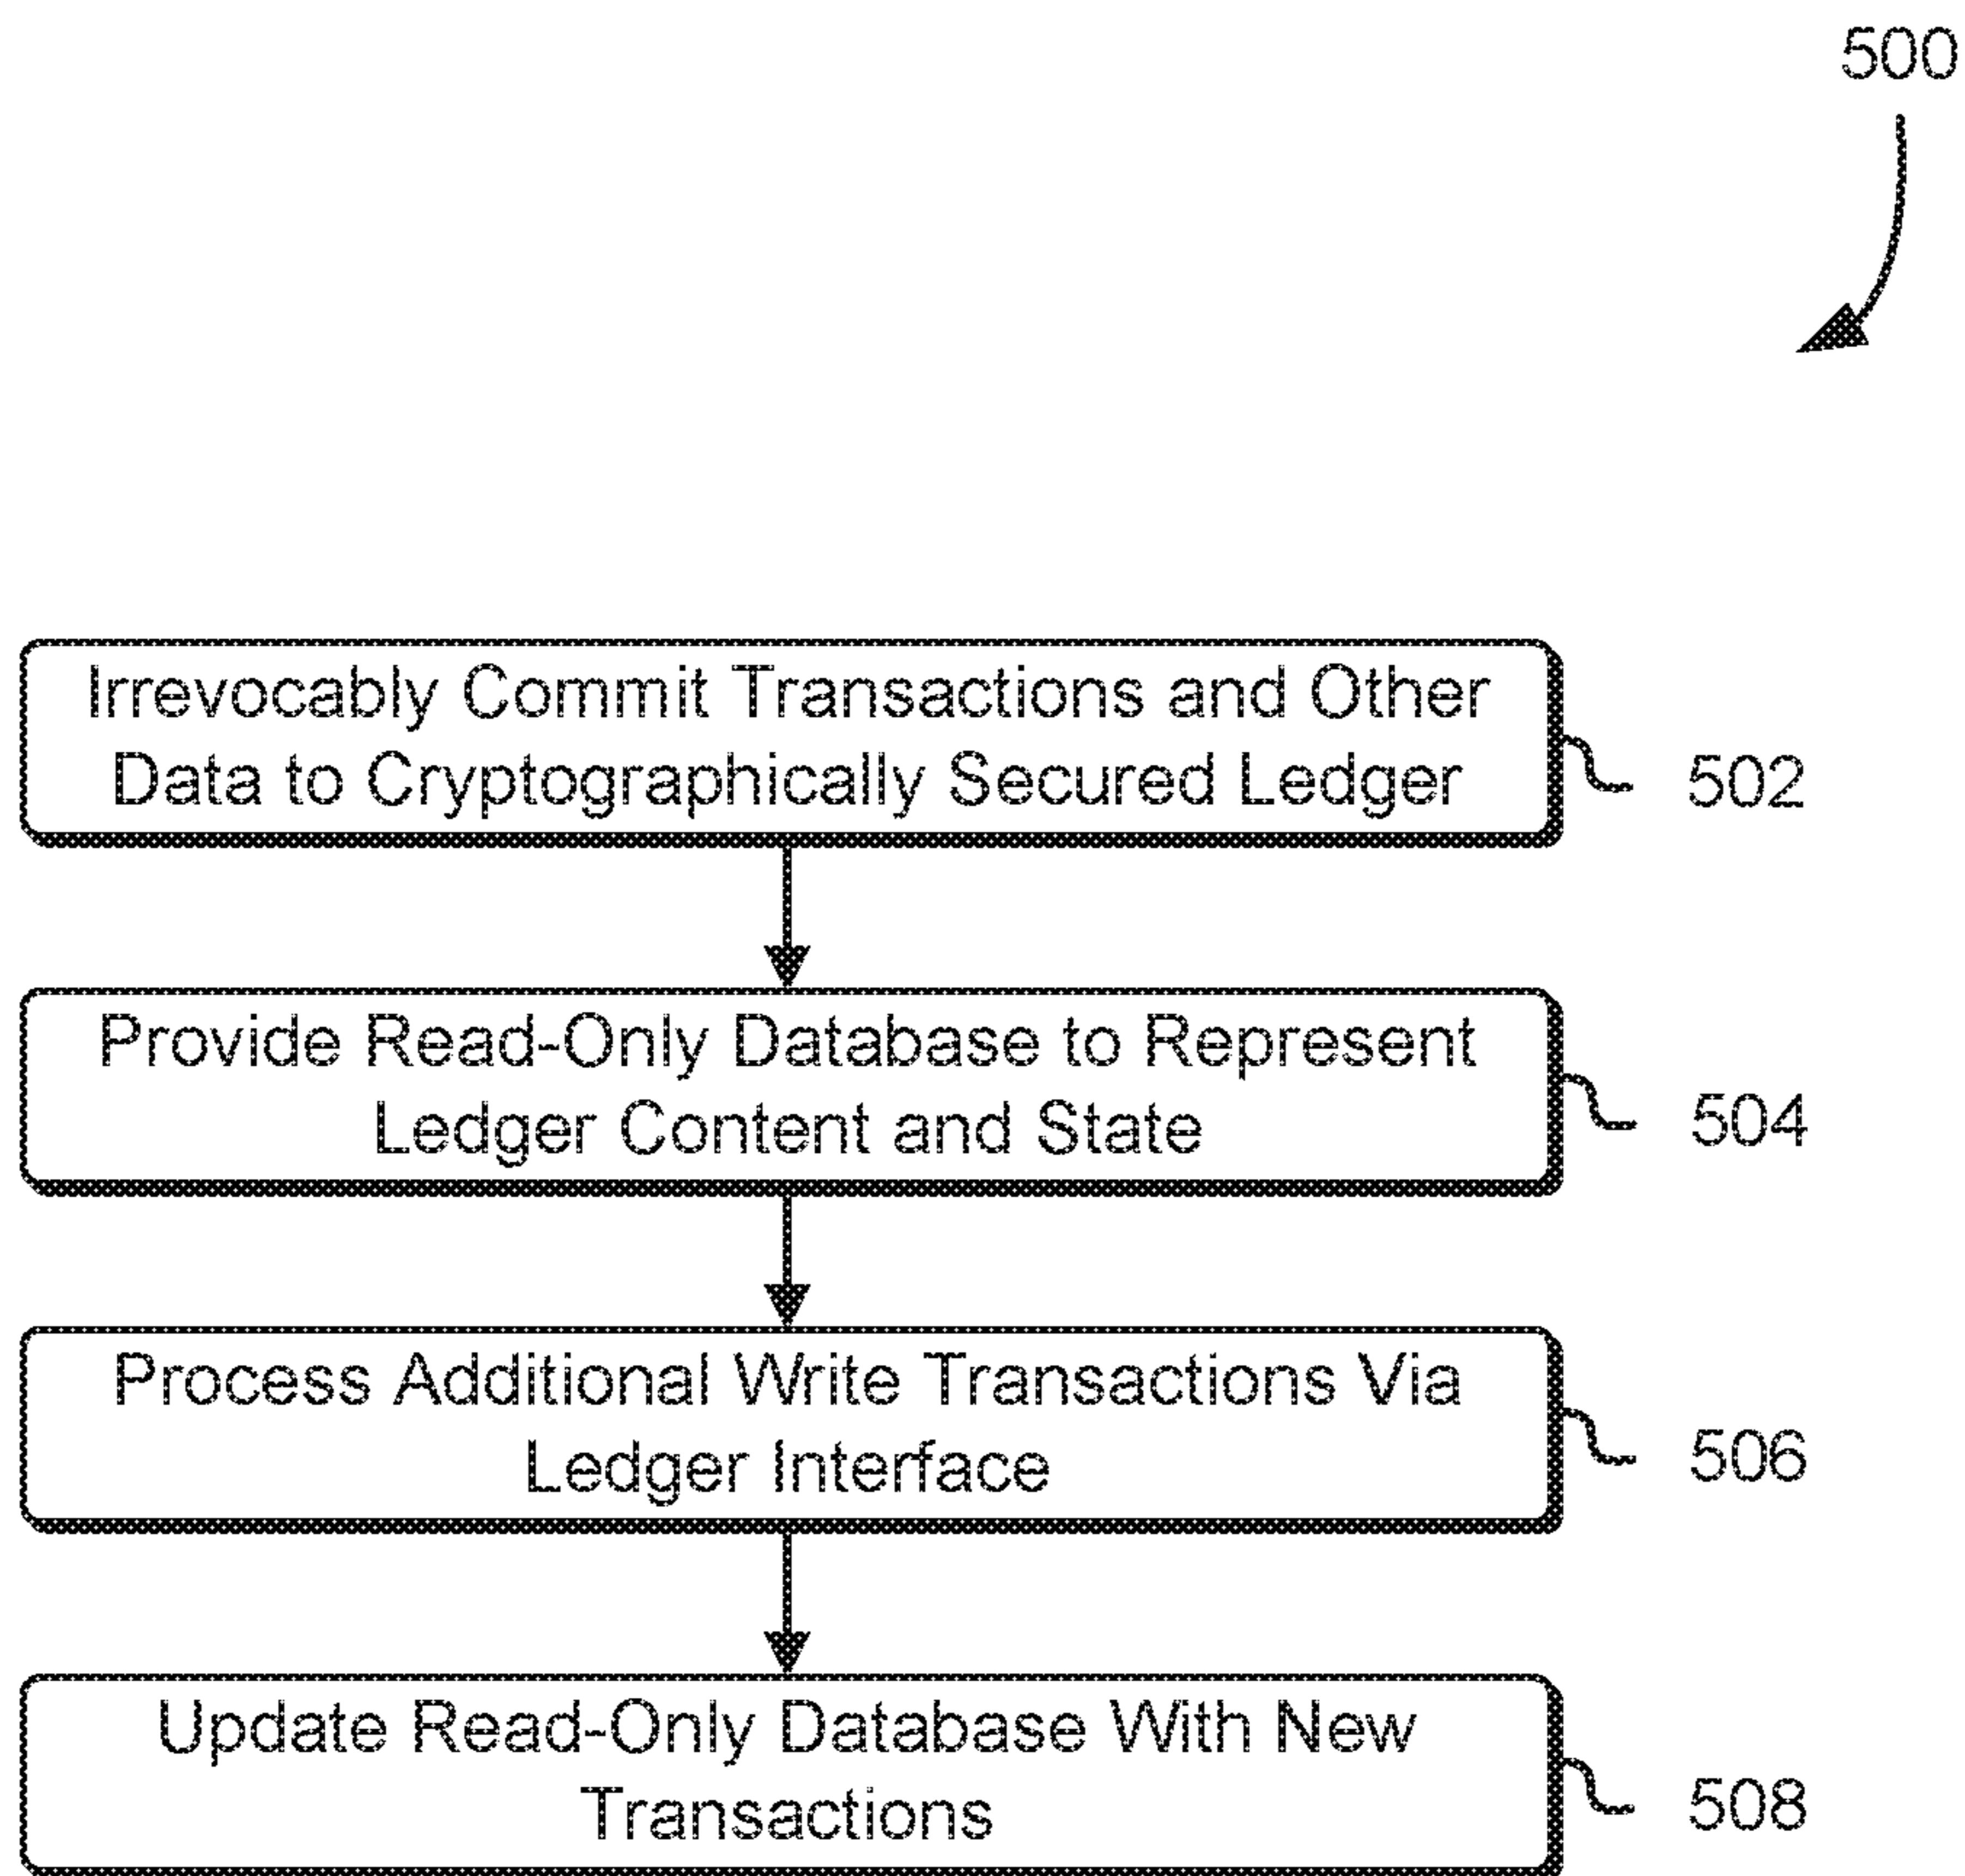 500
Irrevocably Commit Transactions and Other
Data to Cryptographically Secured Ledger
502
Provide Read-Only Database to Represent
Ledger Content and State
504
Process Additional Write Transactions Via
Ledger Interface
506
Update Read-Only Database With New
Transactions
508